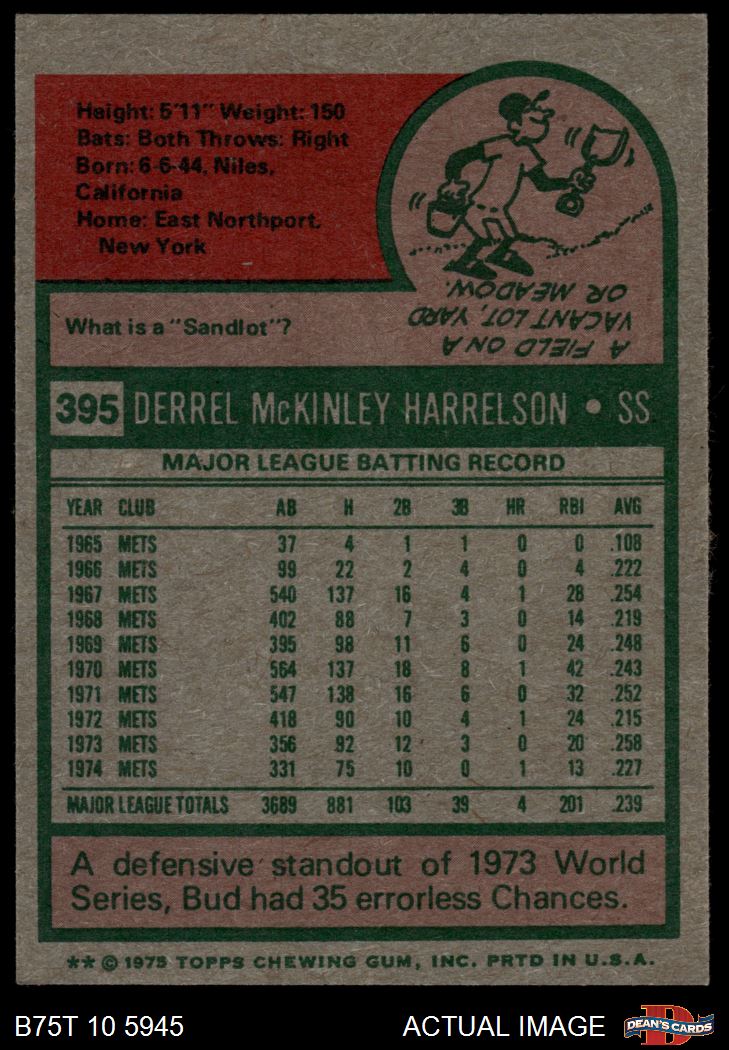 Height: 5'11" Weight: 150
Bats: Both Throws: Right
Born: 6-6-44, Niles,
California
Home: East Northport,
New York
What is a "Sandlot"?
A FIELD ON A
VACANT LOT, YARD
OR MEADOW.
395 DERREL McKINLEY HARRELSON • SS
MAJOR LEAGUE BATTING RECORD
YEAR CLUB AB H 2B 3B HR RBI AVG
1965 METS 37 4 1 1 0 0 .108
1966 METS 99 22 2 4 0 4 .222
1967 METS 540 137 16 4 1 28 .254
1968 METS 402 88 7 3 0 14 .219
1969 METS 395 98 11 6 0 24 .248
1970 METS 564 137 18 8 1 42 .243
1971 METS 547 138 16 6 0 32 .252
1972 METS 418 90 10 4 1 24 .215
1973 METS 356 92 12 3 0 20 .258
1974 METS 331 75 10 0 1 13 .227
MAJOR LEAGUE TOTALS 3689 881 103 39 4 201 .239
A defensive standout of 1973 World
Series, Bud had 35 errorless Chances.
** © 1975 TOPPS CHEWING GUM, INC. PRTD IN U.S.A.
B75T 10 5945 ACTUAL IMAGE DEAN'S CARDS